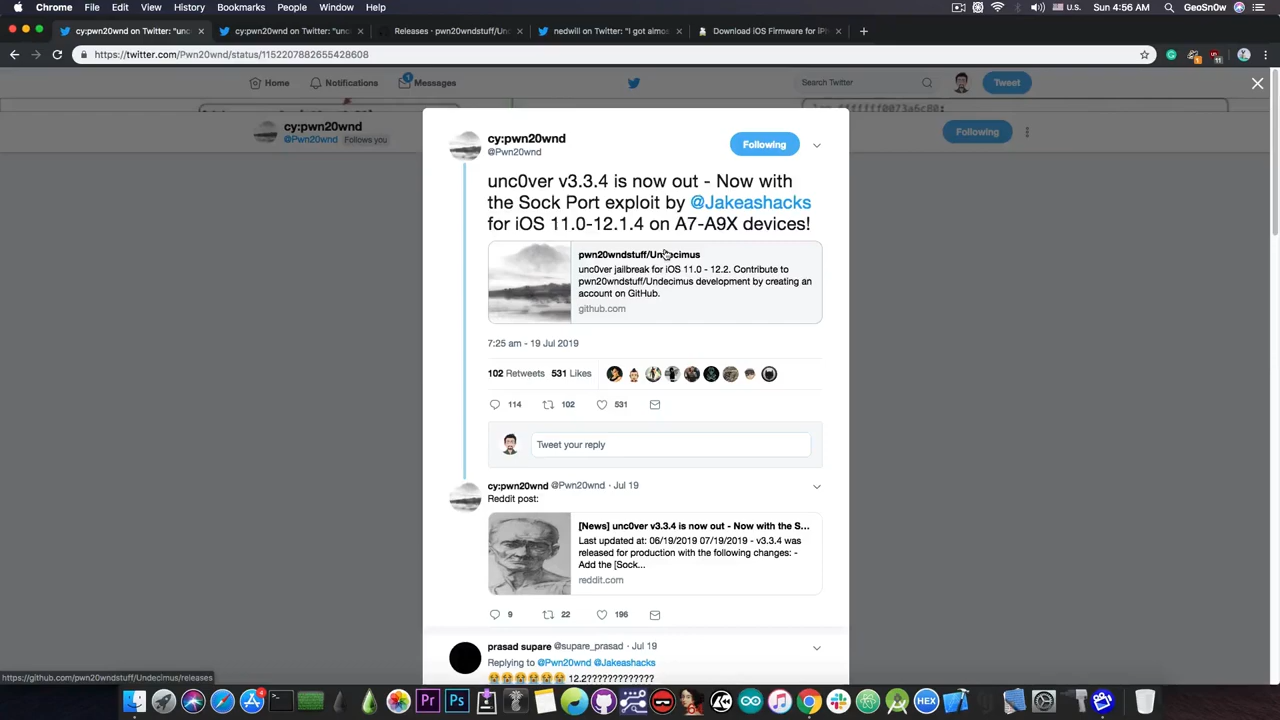 Chrome File Edit View History Bookmarks People Window Help U.S. Sun 4:56 AM GeoSn0w
cy:pwn20wnd on Twitter: "unc
cy:pwn20wnd on Twitter: "unc
Releases · pwn20wndstuff/Und
nedwill on Twitter: "I got almos
Download iOS Firmware for iPh
https://twitter.com/Pwn20wnd/status/1152207882655428608
Home Notifications 1 Messages Search Twitter Tweet
cy:pwn20wnd
@Pwn20wnd Follows you
Following
cy:pwn20wnd
@Pwn20wnd
Following
unc0ver v3.3.4 is now out - Now with
the Sock Port exploit by @Jakeashacks
for iOS 11.0-12.1.4 on A7-A9X devices!
pwn20wndstuff/Undecimus
unc0ver jailbreak for iOS 11.0 - 12.2. Contribute to
pwn20wndstuff/Undecimus development by creating an
account on GitHub.
github.com
7:25 am - 19 Jul 2019
102 Retweets 531 Likes
114 102 531
Tweet your reply
cy:pwn20wnd @Pwn20wnd · Jul 19
Reddit post:
[News] unc0ver v3.3.4 is now out - Now with the S...
Last updated at: 06/19/2019 07/19/2019 - v3.3.4 was
released for production with the following changes: -
Add the [Sock...
reddit.com
9 22 196
prasad supare @supare_prasad · Jul 19
Replying to @Pwn20wnd @Jakeashacks
😭😭😭😭😭😭 12.2?????????????
https://github.com/pwn20wndstuff/Undecimus/releases
4
Pr Ps
HEX